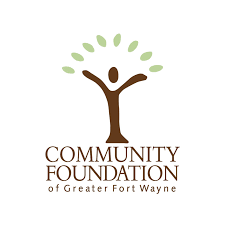 COMMUNITY
FOUNDATION
of Greater Fort Wayne